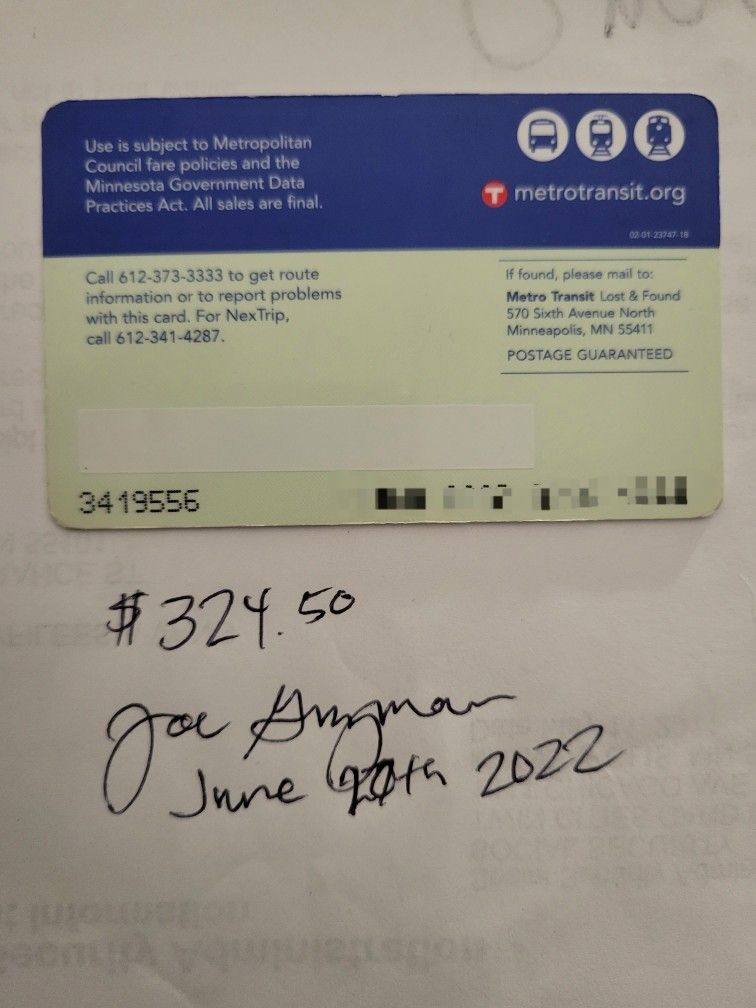 Use is subject to Metropolitan
Council fare policies and the
Minnesota Government Data
Practices Act. All sales are final.
T metrotransit.org
02-01-23747-18
Call 612-373-3333 to get route
information or to report problems
with this card. For NexTrip,
call 612-341-4287.
If found, please mail to:
Metro Transit Lost & Found
570 Sixth Avenue North
Minneapolis, MN 55411
POSTAGE GUARANTEED
3419556
$324.50
Joe Guzman
June 2022